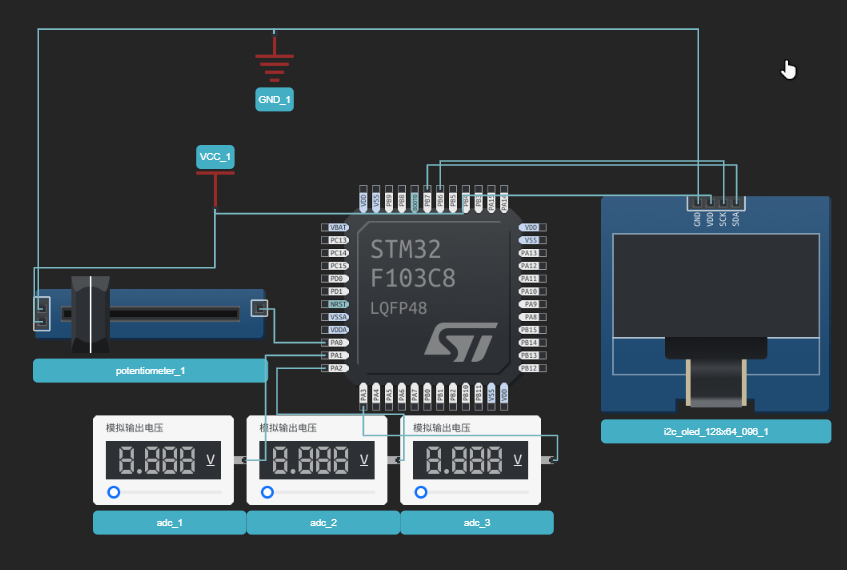 GND_1
VCC_1
VDD
VSS
PB9
PB8
BOOT0
PB7
PB6
PB5
PB4
PB3
PA15
PA14
GND
VDD
SCK
SDA
VBAT
PC13
PC14
PC15
PD0
PD1
NRST
VSSA
VDDA
PA0
PA1
PA2
STM32
F103C8
LQFP48
VDD
VSS
PA13
PA12
PA11
PA10
PA9
PA8
PB15
PB14
PB13
PB12
PA3
PA4
PA5
PA6
PA7
PB0
PB1
PB2
PB10
PB11
VSS
VDD
potentiometer_1
模拟输出电压
8.888 V
模拟输出电压
8.888 V
模拟输出电压
8.888 V
i2c_oled_128x64_096_1
adc_1
adc_2
adc_3